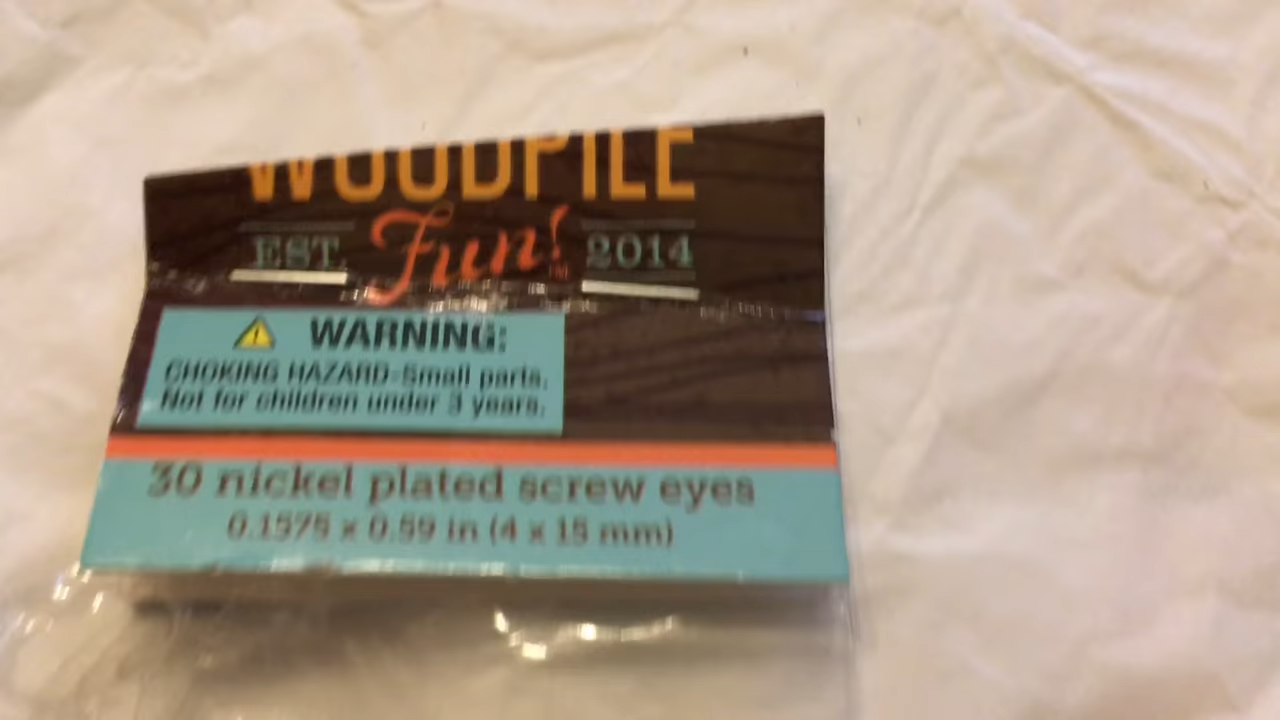 WOODPILE
EST. Fun! 2014
TM
WARNING:
CHOKING HAZARD-Small parts.
Not for children under 3 years.
30 nickel plated screw eyes
0.1575 x 0.59 in (4 x 15 mm)